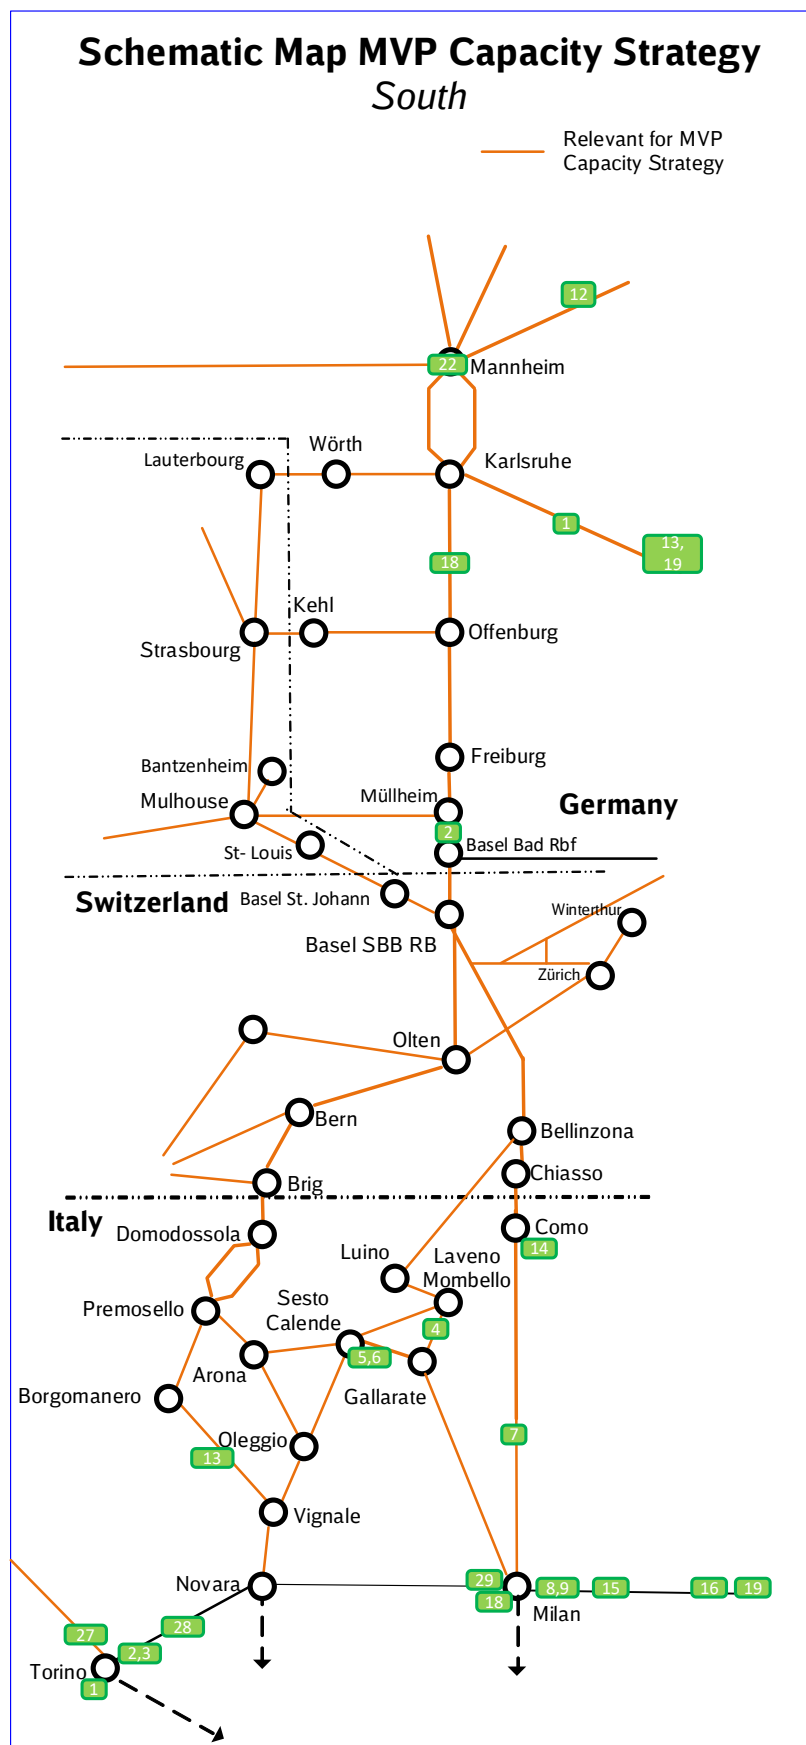 Schematic Map MVP Capacity Strategy
South
Relevant for MVP
Capacity Strategy
12
22
Mannheim
Wörth
Lauterbourg
Karlsruhe
1
13,
19
18
Kehl
Strasbourg
Offenburg
Bantzenheim
Freiburg
Mulhouse
Müllheim
Germany
2
St- Louis
Basel Bad Rbf
Switzerland
Basel St. Johann
Winterthur
Basel SBB RB
Zürich
Olten
Bern
Bellinzona
Brig
Chiasso
Italy
Domodossola
Como
14
Luino
Laveno
Mombello
Premosello
Sesto
Calende
4
5,6
Arona
Gallarate
Borgomanero
7
Oleggio
13
Vignale
Novara
29
18
8,9
15
16
19
Milan
28
27
2,3
Torino
1